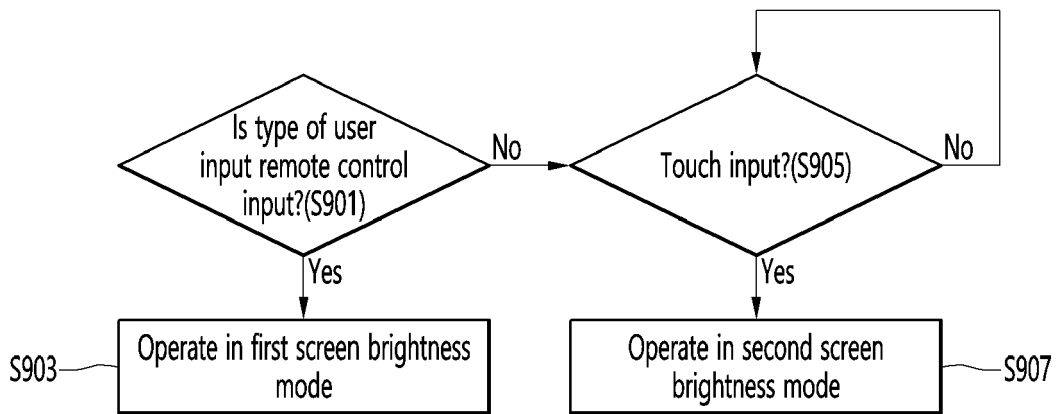 Is type of user
input remote control
input?(S901)
No
Touch input?(S905)
No
Yes
Yes
S903
Operate in first screen brightness
mode
Operate in second screen
brightness mode
S907